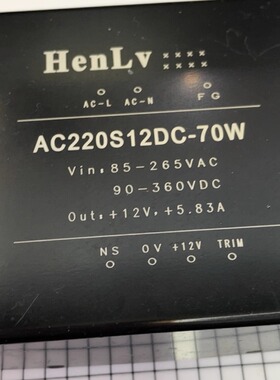 HenLv
AC-L AC-N FG
AC220S12DC-70W
Vin:85-265VAC
90-360VDC
Out:+12V,+5.83A
NS 0V +12V TRIM